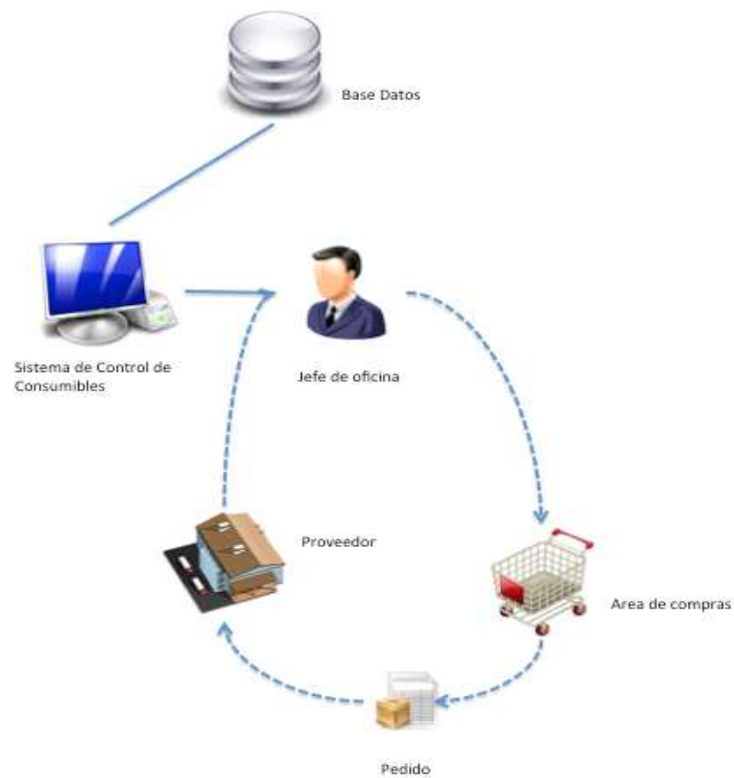 Base Datos
Sistema de Control de
Consumibles
Jefe de oficina
Proveedor
Area de compras
Pedido